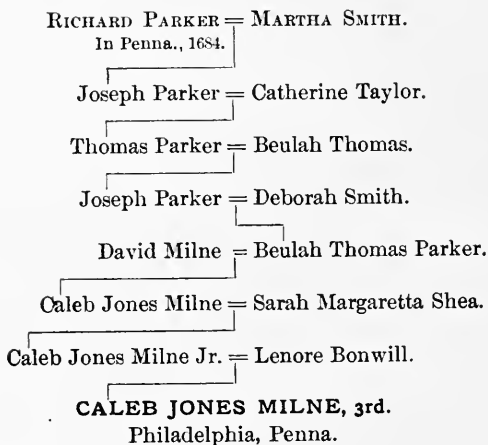 RICHARD PARKER = MARTHA SMITH.
In Penna., 1684.
Joseph Parker = Catherine Taylor.
Thomas Parker = Beulah Thomas.
Joseph Parker = Deborah Smith.
David Milne = Beulah Thomas Parker.
Caleb Jones Milne = Sarah Margaretta Shea.
Caleb Jones Milne Jr. = Lenore Bonwill.
CALEB JONES MILNE, 3rd.
Philadelphia, Penna.